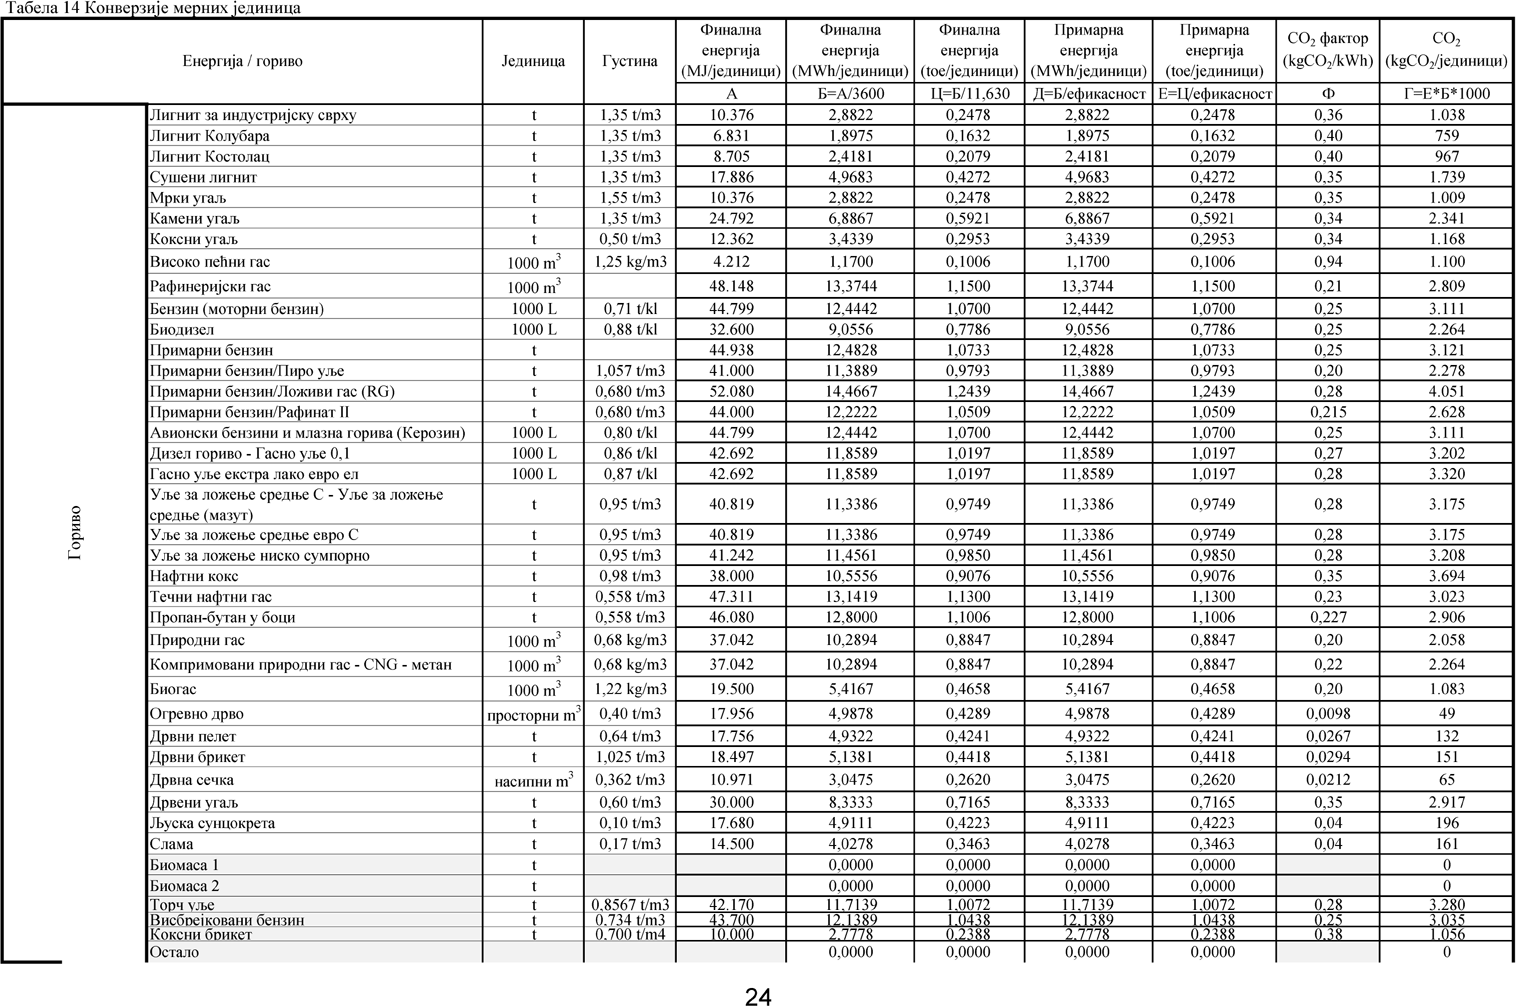 Табела 14 Конверзије мерних јединица
Енергија / гориво Јединица Густина Финална енергија (MJ/јединици) Финална енергија (MWh/јединици) Финална енергија (toe/јединици) Примарна енергија (MWh/јединици) Примарна енергија (toe/јединици) CO2 фактор (kgCO2/kWh) CO2 (kgCO2/јединици)
А Б=А/3600 Ц=Б/11,630 Д=Б/ефикасност Е=Ц/ефикасност Ф Г=Е*Б*1000
Гориво
Лигнит за индустријску сврху t 1,35 t/m3 10.376 2,8822 0,2478 2,8822 0,2478 0,36 1.038
Лигнит Колубара t 1,35 t/m3 6.831 1,8975 0,1632 1,8975 0,1632 0,40 759
Лигнит Костолац t 1,35 t/m3 8.705 2,4181 0,2079 2,4181 0,2079 0,40 967
Сушени лигнит t 1,35 t/m3 17.886 4,9683 0,4272 4,9683 0,4272 0,35 1.739
Мрки угаљ t 1,55 t/m3 10.376 2,8822 0,2478 2,8822 0,2478 0,35 1.009
Камени угаљ t 1,35 t/m3 24.792 6,8867 0,5921 6,8867 0,5921 0,34 2.341
Коксни угаљ t 0,50 t/m3 12.362 3,4339 0,2953 3,4339 0,2953 0,34 1.168
Високо пећни гас 1000 m3 1,25 kg/m3 4.212 1,1700 0,1006 1,1700 0,1006 0,94 1.100
Рафинеријски гас 1000 m3 48.148 13,3744 1,1500 13,3744 1,1500 0,21 2.809
Бензин (моторни бензин) 1000 L 0,71 t/kl 44.799 12,4442 1,0700 12,4442 1,0700 0,25 3.111
Биодизел 1000 L 0,88 t/kl 32.600 9,0556 0,7786 9,0556 0,7786 0,25 2.264
Примарни бензин t 44.938 12,4828 1,0733 12,4828 1,0733 0,25 3.121
Примарни бензин/Пиро уље t 1,057 t/m3 41.000 11,3889 0,9793 11,3889 0,9793 0,20 2.278
Примарни бензин/Ложиви гас (RG) t 0,680 t/m3 52.080 14,4667 1,2439 14,4667 1,2439 0,28 4.051
Примарни бензин/Рафинат II t 0,680 t/m3 44.000 12,2222 1,0509 12,2222 1,0509 0,215 2.628
Авионски бензини и млазна горива (Керозин) 1000 L 0,80 t/kl 44.799 12,4442 1,0700 12,4442 1,0700 0,25 3.111
Дизел гориво - Гасно уље 0,1 1000 L 0,86 t/kl 42.692 11,8589 1,0197 11,8589 1,0197 0,27 3.202
Гасно уље екстра лако евро ел 1000 L 0,87 t/kl 42.692 11,8589 1,0197 11,8589 1,0197 0,28 3.320
Уље за ложење средње С - Уље за ложење
средње (мазут) t 0,95 t/m3 40.819 11,3386 0,9749 11,3386 0,9749 0,28 3.175
Уље за ложење средње евро С t 0,95 t/m3 40.819 11,3386 0,9749 11,3386 0,9749 0,28 3.175
Уље за ложење ниско сумпорно t 0,95 t/m3 41.242 11,4561 0,9850 11,4561 0,9850 0,28 3.208
Нафтни кокс t 0,98 t/m3 38.000 10,5556 0,9076 10,5556 0,9076 0,35 3.694
Течни нафтни гас t 0,558 t/m3 47.311 13,1419 1,1300 13,1419 1,1300 0,23 3.023
Пропан-бутан у боци t 0,558 t/m3 46.080 12,8000 1,1006 12,8000 1,1006 0,227 2.906
Природни гас 1000 m3 0,68 kg/m3 37.042 10,2894 0,8847 10,2894 0,8847 0,20 2.058
Компримовани природни гас - CNG - метан 1000 m3 0,68 kg/m3 37.042 10,2894 0,8847 10,2894 0,8847 0,22 2.264
Биогас 1000 m3 1,22 kg/m3 19.500 5,4167 0,4658 5,4167 0,4658 0,20 1.083
Огревно дрво просторни m3 0,40 t/m3 17.956 4,9878 0,4289 4,9878 0,4289 0,0098 49
Дрвни пелет t 0,64 t/m3 17.756 4,9322 0,4241 4,9322 0,4241 0,0267 132
Дрвни брикет t 1,025 t/m3 18.497 5,1381 0,4418 5,1381 0,4418 0,0294 151
Дрвна сечка насипни m3 0,362 t/m3 10.971 3,0475 0,2620 3,0475 0,2620 0,0212 65
Дрвени угаљ t 0,60 t/m3 30.000 8,3333 0,7165 8,3333 0,7165 0,35 2.917
Љуска сунцокрета t 0,10 t/m3 17.680 4,9111 0,4223 4,9111 0,4223 0,04 196
Слама t 0,17 t/m3 14.500 4,0278 0,3463 4,0278 0,3463 0,04 161
Биомаса 1 t 0,0000 0,0000 0,0000 0,0000 0
Биомаса 2 t 0,0000 0,0000 0,0000 0,0000 0
Торч уље t 0,8567 t/m3 42.170 11,7139 1,0072 11,7139 1,0072 0,28 3.280
Висбрејковани бензин t 0,734 t/m3 43.700 12,1389 1,0438 12,1389 1,0438 0,25 3.035
Коксни брикет t 0,700 t/m4 10.000 2,7778 0,2388 2,7778 0,2388 0,38 1.056
Остало 0,0000 0,0000 0,0000 0,0000 0
24